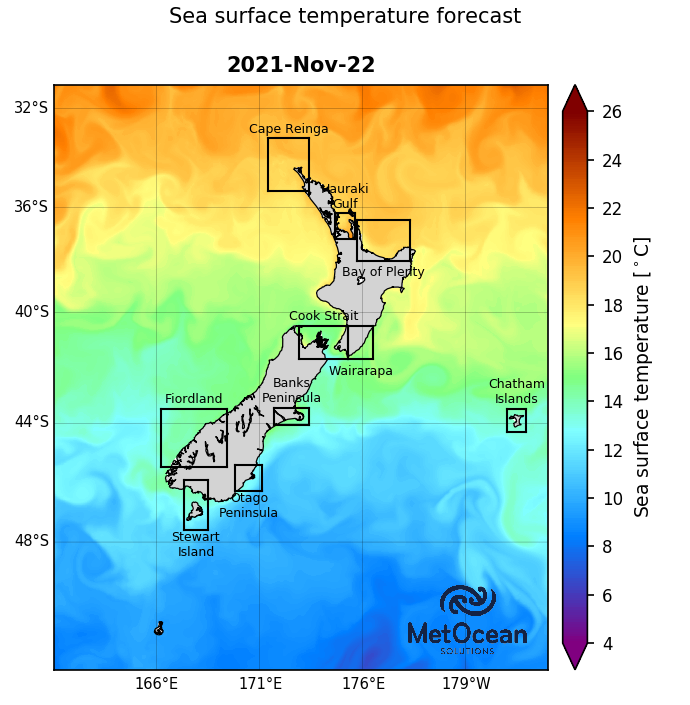 Sea surface temperature forecast
2021-Nov-22
32°S
36°S
40°S
44°S
48°S
Cape Reinga
Hauraki
Gulf
Bay of Plenty
Cook Strait
Wairarapa
Banks
Peninsula
Fiordland
Chatham
Islands
Otago
Peninsula
Stewart
Island
MetOcean
SOLUTIONS
166°E
171°E
176°E
179°W
26
24
22
20
18
16
14
12
10
8
6
4
Sea surface temperature [°C]